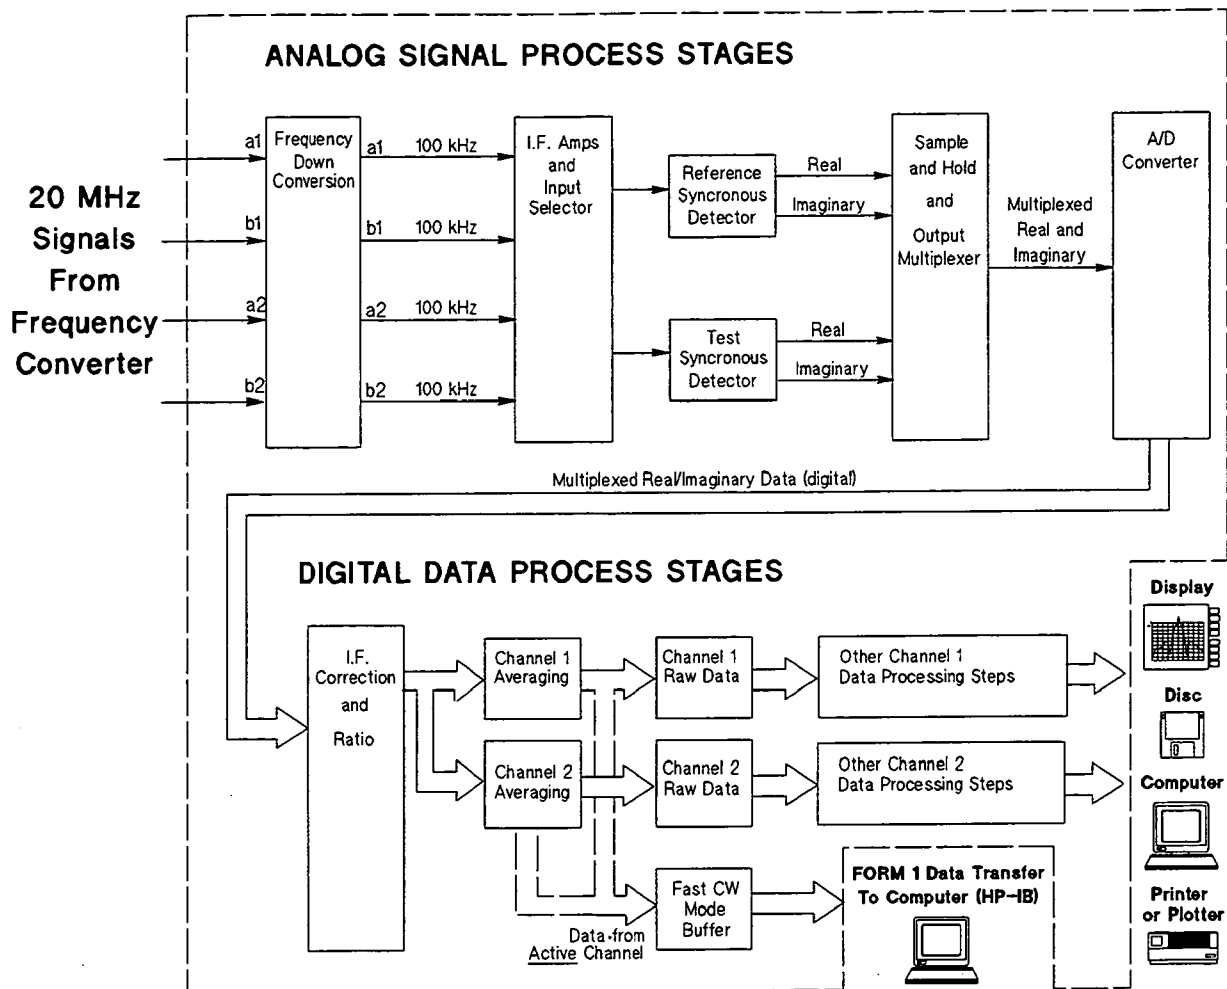 ANALOG SIGNAL PROCESS STAGES
20 MHz
Signals
From
Frequency
Converter
a1
b1
a2
b2
Frequency
Down
Conversion
a1
100 kHz
b1
100 kHz
a2
100 kHz
b2
100 kHz
I.F. Amps
and
Input
Selector
Reference
Syncronous
Detector
Real
Imaginary
Test
Syncronous
Detector
Real
Imaginary
Sample
and Hold
and
Output
Multiplexer
Multiplexed
Real and
Imaginary
A/D
Converter
Multiplexed Real/Imaginary Data (digital)
DIGITAL DATA PROCESS STAGES
I.F.
Correction
and
Ratio
Channel 1
Averaging
Channel 1
Raw Data
Other Channel 1
Data Processing Steps
Channel 2
Averaging
Channel 2
Raw Data
Other Channel 2
Data Processing Steps
Data from
Active Channel
Fast CW
Mode
Buffer
FORM 1 Data Transfer
To Computer (HP-IB)
Display
Disc
Computer
Printer
or Plotter